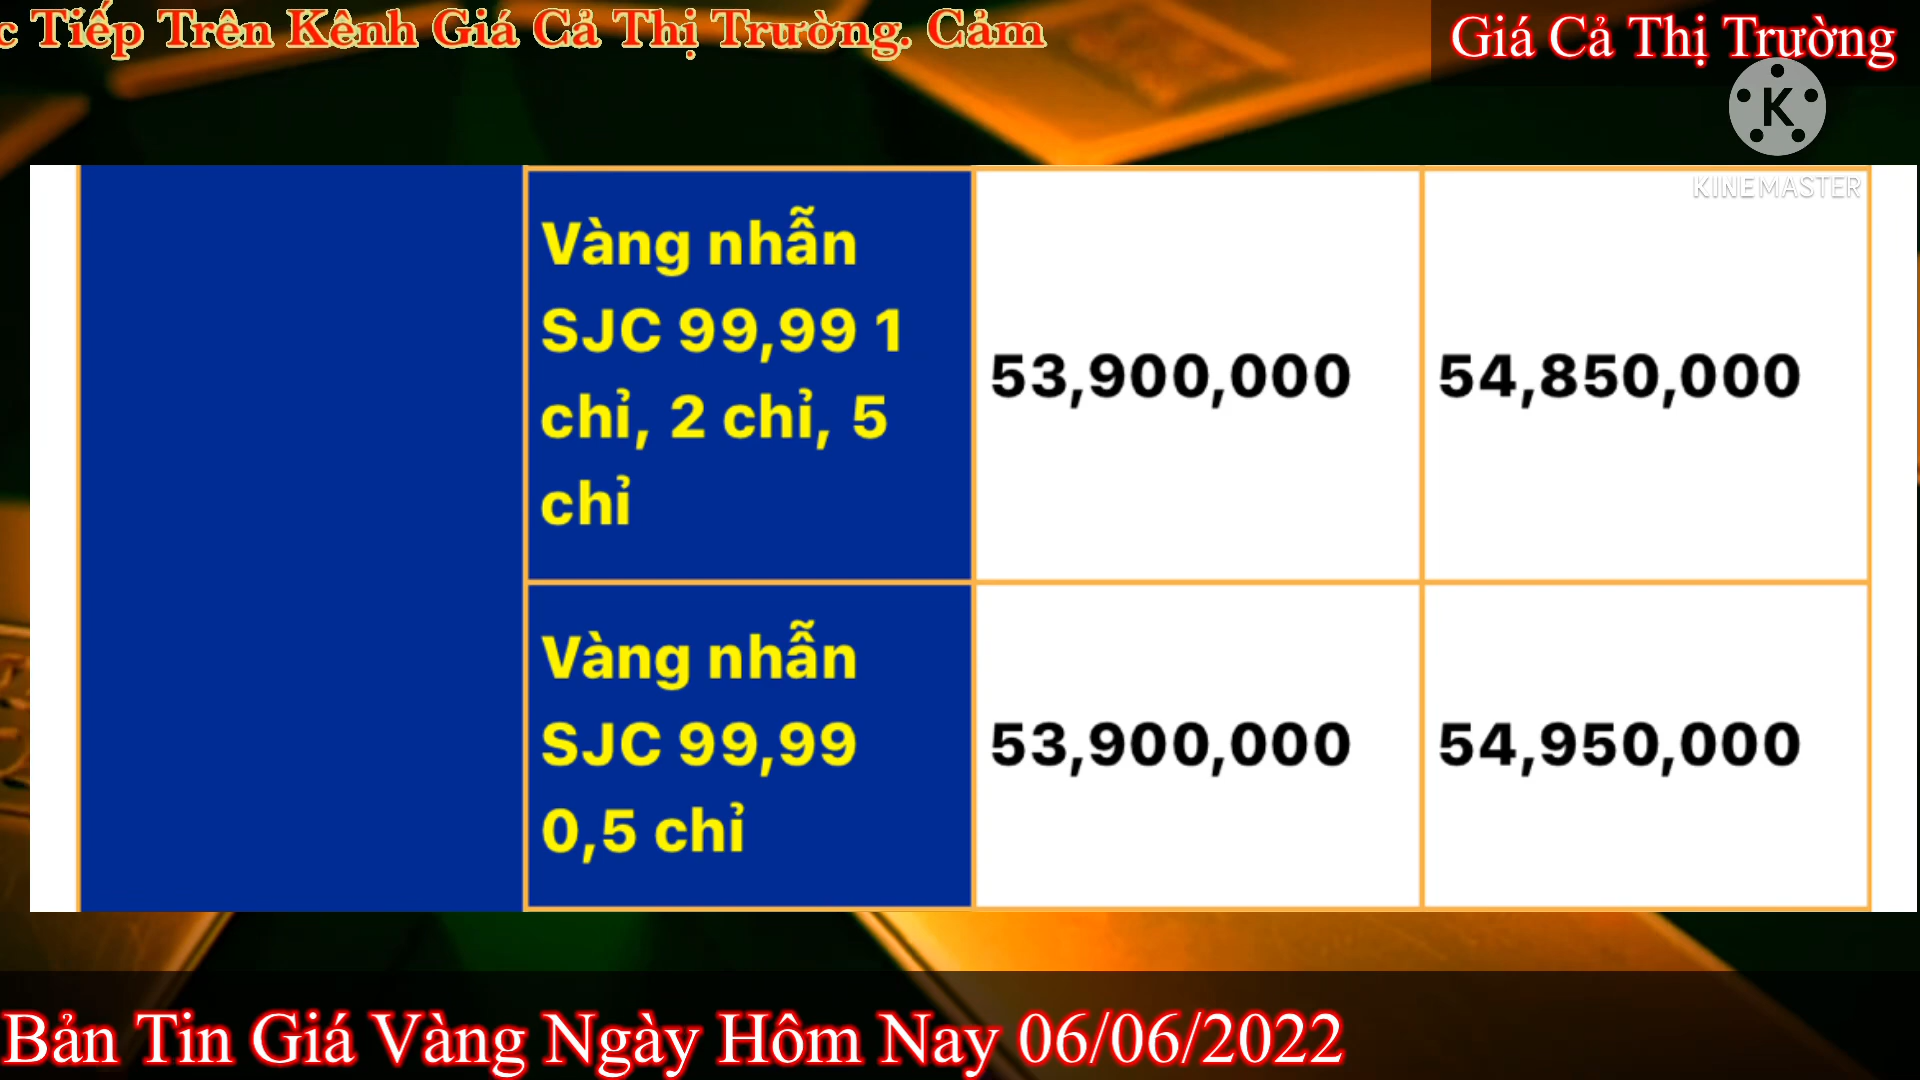 Tiếp Trên Kênh Giá Cả Thị Trường. Cảm
Giá Cả Thị Trường
K
KINEMASTER
Vàng nhẫn
SJC 99,99 1
chỉ, 2 chỉ, 5
chỉ
53,900,000
54,850,000
Vàng nhẫn
SJC 99,99
0,5 chỉ
53,900,000
54,950,000
Bản Tin Giá Vàng Ngày Hôm Nay 06/06/2022